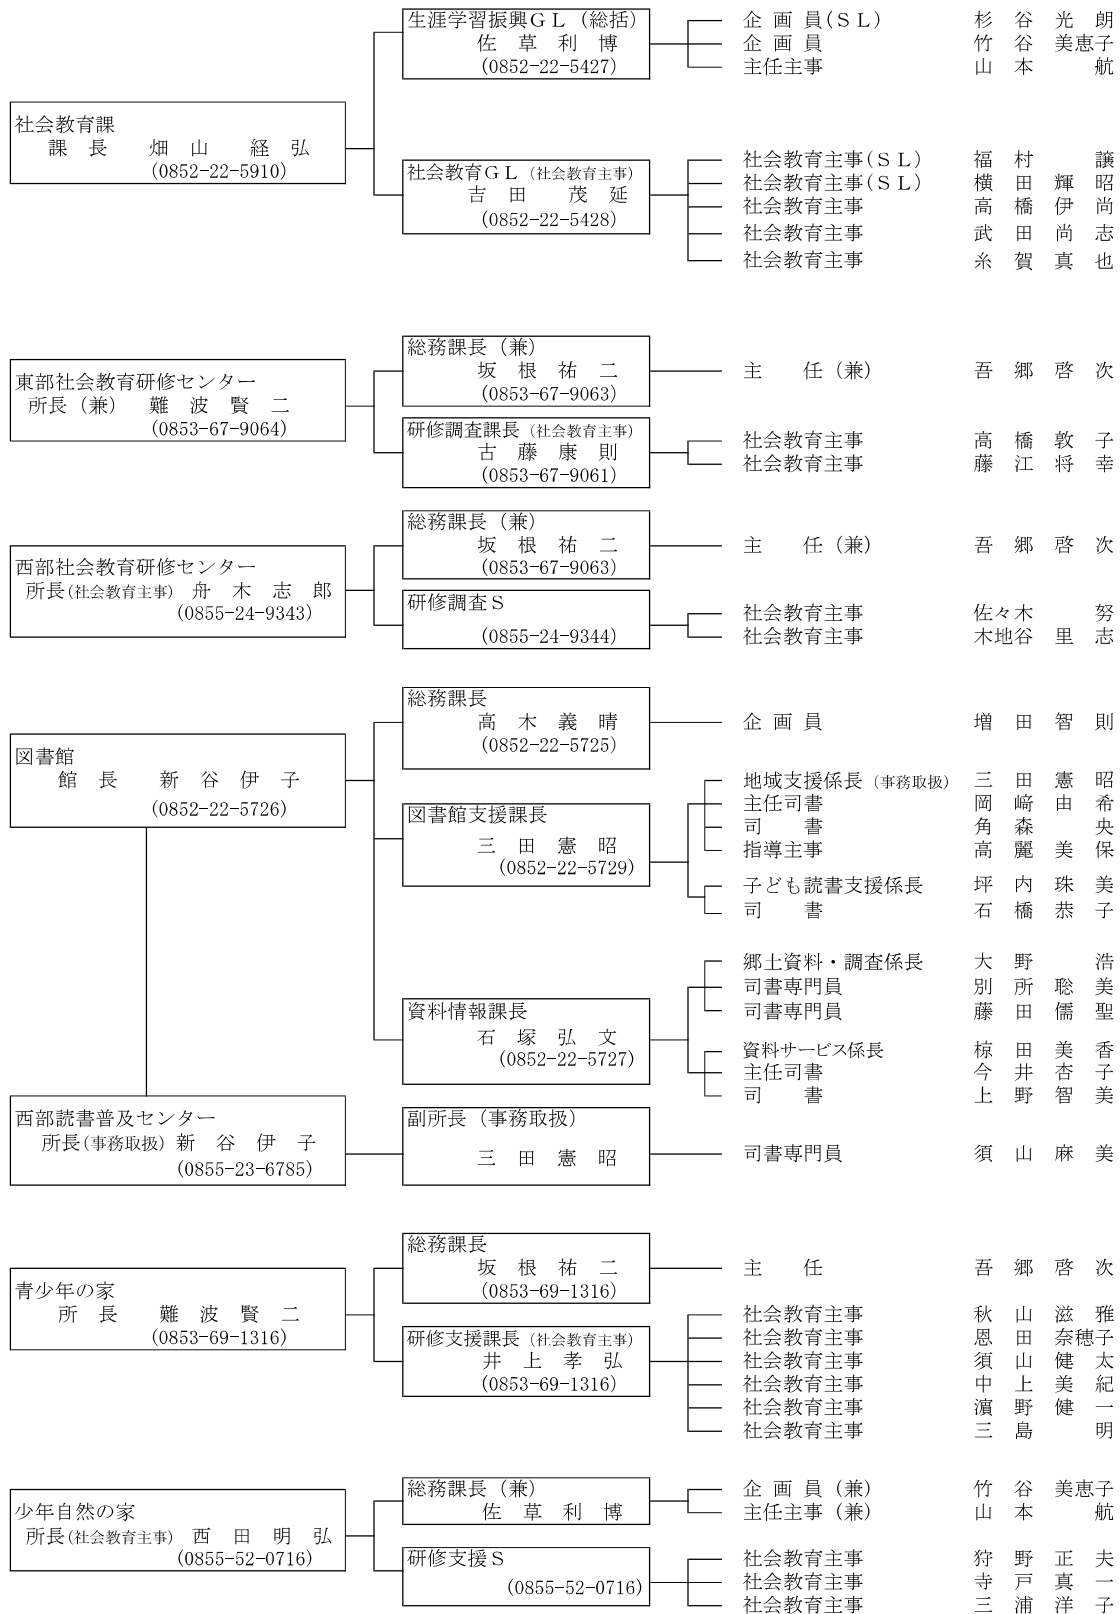 社会教育課
課　長　畑　山　経　弘
(0852-22-5910)
生涯学習振興ＧＬ（総括）
佐　草　利　博
(0852-22-5427)
企 画 員(ＳＬ)　杉　谷　光　朗
企 画 員　竹　谷　美恵子
主任主事　山　本　航
社会教育ＧＬ（社会教育主事）
吉　田　茂　延
(0852-22-5428)
社会教育主事(ＳＬ)　福　村　譲
社会教育主事(ＳＬ)　横　田　輝　昭
社会教育主事　高　橋　伊　尚
社会教育主事　武　田　尚　志
社会教育主事　糸　賀　真　也
東部社会教育研修センター
所長（兼）　難　波　賢　二
(0853-67-9064)
総務課長（兼）
坂　根　祐　二
(0853-67-9063)
主　任（兼）　吾　郷　啓　次
研修調査課長（社会教育主事）
古　藤　康　則
(0853-67-9061)
社会教育主事　高　橋　敦　子
社会教育主事　藤　江　将　幸
西部社会教育研修センター
所長(社会教育主事)　舟　木　志　郎
(0855-24-9343)
総務課長（兼）
坂　根　祐　二
(0853-67-9063)
主　任（兼）　吾　郷　啓　次
研修調査Ｓ
(0855-24-9344)
社会教育主事　佐々木　努
社会教育主事　木地谷　里　志
図書館
館　長　新　谷　伊　子
(0852-22-5726)
総務課長
高　木　義　晴
(0852-22-5725)
企 画 員　増　田　智　則
図書館支援課長
三　田　憲　昭
(0852-22-5729)
地域支援係長（事務取扱）　三　田　憲　昭
主任司書　岡　﨑　由　希
司　書　角　森　央
指導主事　高　麗　美　保
子ども読書支援係長　坪　内　珠　美
司　書　石　橋　恭　子
資料情報課長
石　塚　弘　文
(0852-22-5727)
郷土資料・調査係長　大　野　浩
司書専門員　別　所　聡　美
司書専門員　藤　田　儒　聖
資料サービス係長　椋　田　美　香
主任司書　今　井　杏　子
司　書　上　野　智　美
西部読書普及センター
所長(事務取扱)　新　谷　伊　子
(0855-23-6785)
副所長（事務取扱）
三　田　憲　昭
司書専門員　須　山　麻　美
青少年の家
所　長　難　波　賢　二
(0853-69-1316)
総務課長
坂　根　祐　二
(0853-69-1316)
主　任　吾　郷　啓　次
研修支援課長（社会教育主事）
井　上　孝　弘
(0853-69-1316)
社会教育主事　秋　山　滋　雅
社会教育主事　恩　田　奈穂子
社会教育主事　須　山　健　太
社会教育主事　中　上　美　紀
社会教育主事　濵　野　健　一
社会教育主事　三　島　明
少年自然の家
所長(社会教育主事)　西　田　明　弘
(0855-52-0716)
総務課長（兼）
佐　草　利　博
企 画 員（兼）　竹　谷　美恵子
主任主事（兼）　山　本　航
研修支援Ｓ
(0855-52-0716)
社会教育主事　狩　野　正　夫
社会教育主事　寺　戸　真　一
社会教育主事　三　浦　洋　子